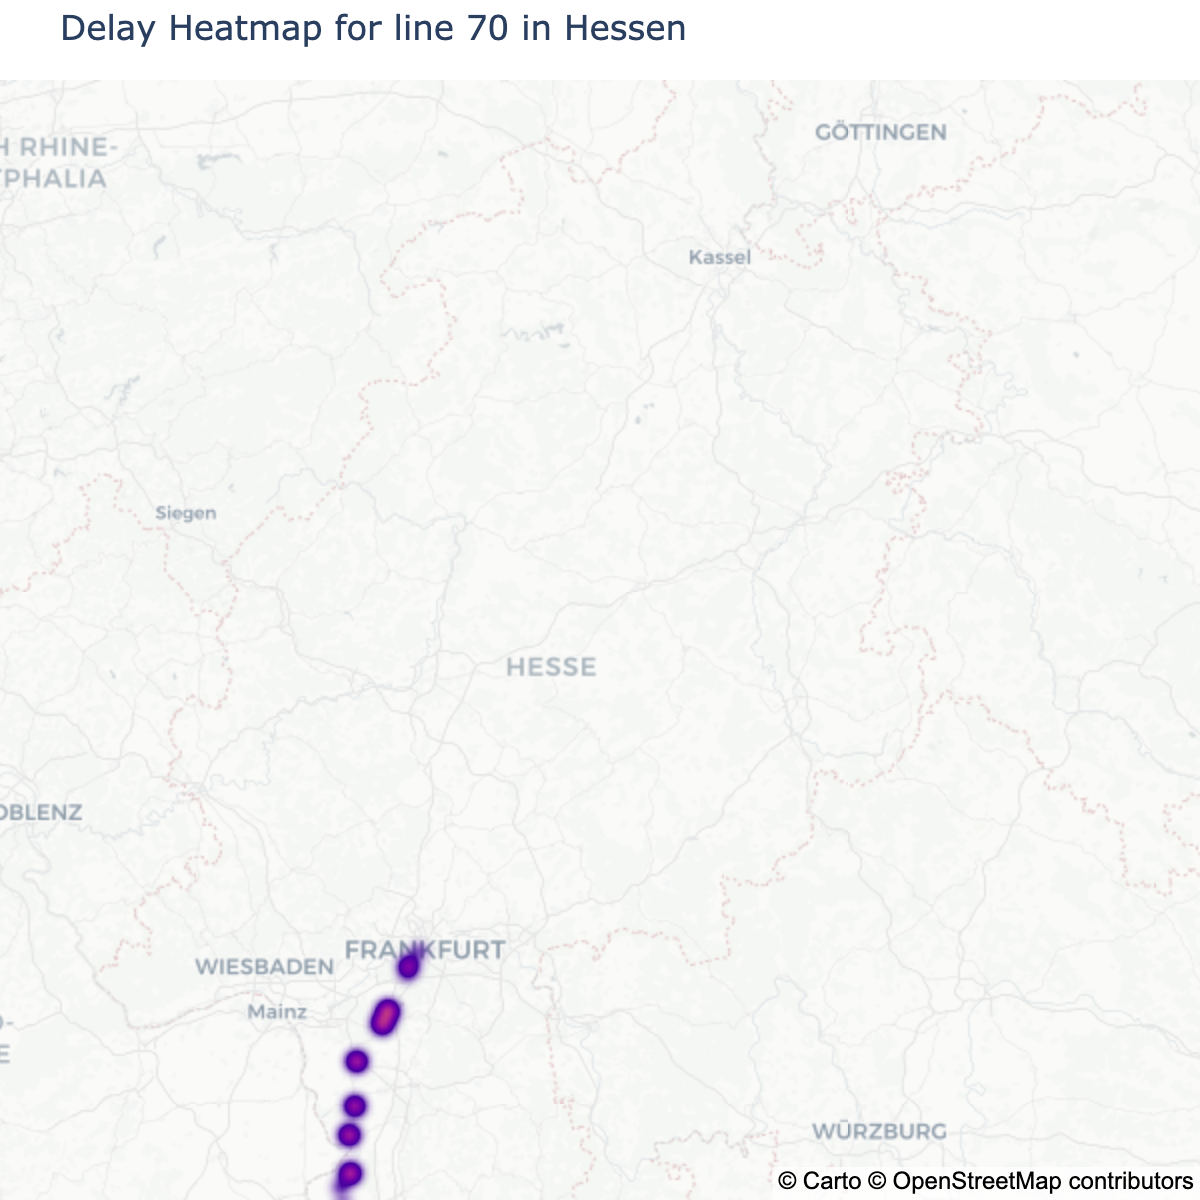 Delay Heatmap for line 70 in Hessen
GÖTTINGEN
H RHINE-
TPHALIA
Kassel
Siegen
HESSE
OBLENZ
FRANKFURT
WIESBADEN
Mainz
D-
E
WÜRZBURG
© Carto © OpenStreetMap contributors